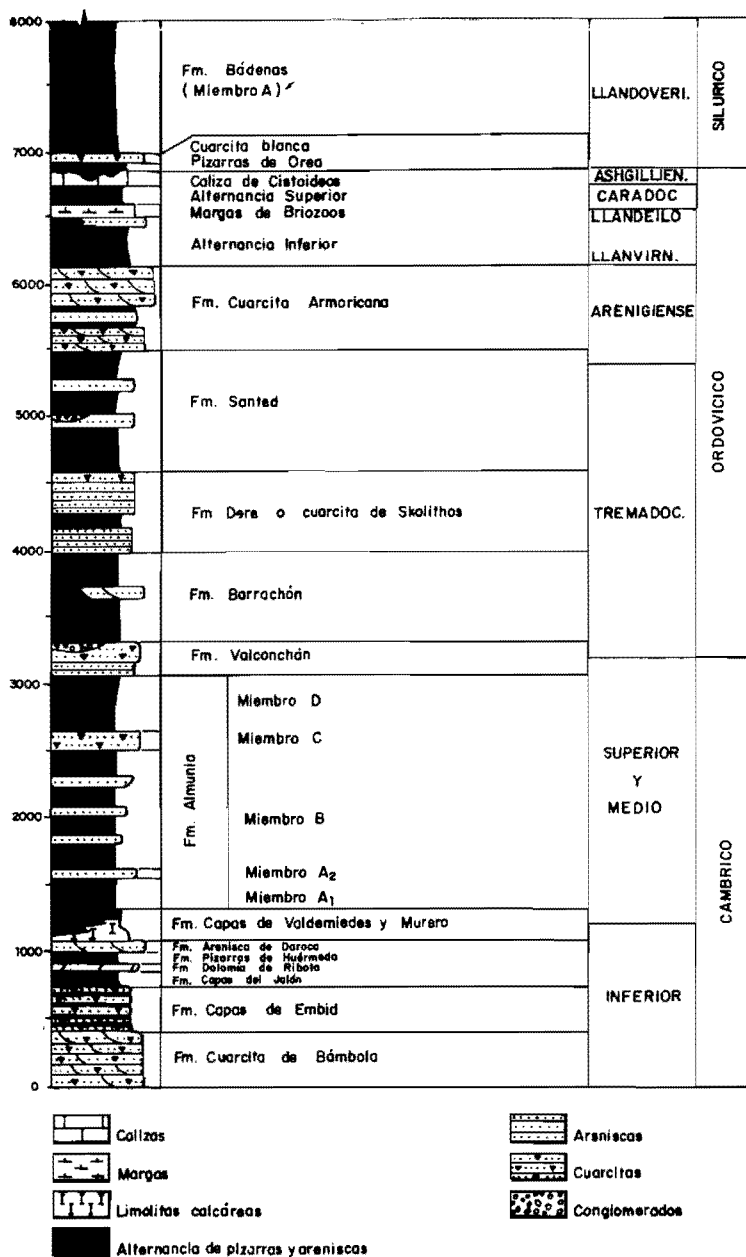 8000
Fm. Bádenas
(Miembro A)
LLANDOVERI.
SILURICO
7000
Cuarcita blanca
Pizarras de Orea
Caliza de Cistoideos
ASHGILLIEN.
Alternancia Superior
CARADOC
Margas de Briozoos
LLANDEILO
Alternancia Inferior
LLANVIRN.
6000
Fm. Cuarcita Armoricana
ARENIGIENSE
Fm. Santed
5000
ORDOVICICO
Fm Dere o cuarcita de Skolithos
TREMADOC.
4000
Fm. Borrachón
Fm. Valconchán
3000
Fm. Almunia
Miembro D
Miembro C
SUPERIOR
Y
MEDIO
2000
Miembro B
Miembro A2
Miembro A1
CAMBRICO
Fm. Capas de Valdemiedes y Murero
1000
Fm. Arenisca de Daroca
Fm. Pizarras de Huérmeda
Fm Dolomía de Ribota
Fm. Capas del Jalón
INFERIOR
Fm. Capas de Embid
Fm. Cuarcita de Bámbola
0
Calizas
Areniscas
Margas
Cuarcitas
Limolitas calcáreas
Conglomerados
Alternancia de pizarras y areniscas